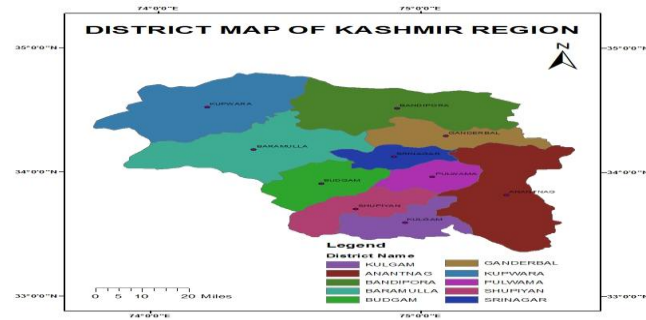 74°0'0"E 75°0'0"E
DISTRICT MAP OF KASHMIR REGION
N
35°0'0"N 35°0'0"N
KUPWARA
BANDIPORA
GANDERBAL
BARAMULLA
SRINAGAR
34°0'0"N 34°0'0"N
PULWAMA
BUDGAM
ANANTNAG
SHUPIYAN
KULGAM
Legend
District Name
KULGAM GANDERBAL
ANANTNAG KUPWARA
BANDIPORA PULWAMA
BARAMULLA SHUPIYAN
BUDGAM SRINAGAR
0 5 10 20 Miles
33°0'0"N 33°0'0"N
74°0'0"E 75°0'0"E